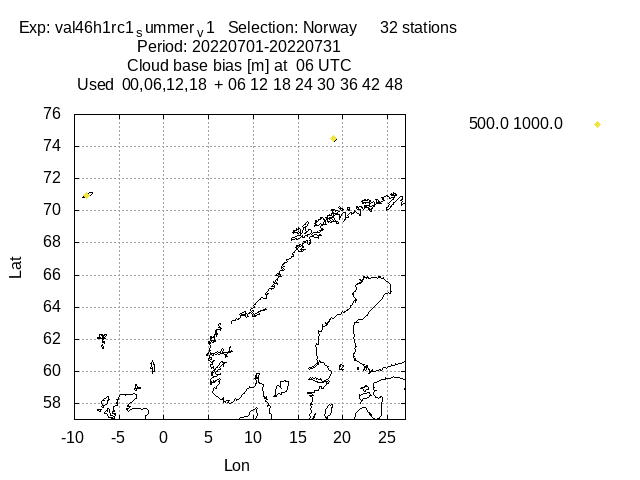 Exp: val46h1rc1summerv1 Selection: Norway 32 stations
Period: 20220701-20220731
Cloud base bias [m] at 06 UTC
Used 00,06,12,18 + 06 12 18 24 30 36 42 48
500.0 1000.0
76
74
72
70
68
66
64
62
60
58
Lat
-10 -5 0 5 10 15 20 25
Lon